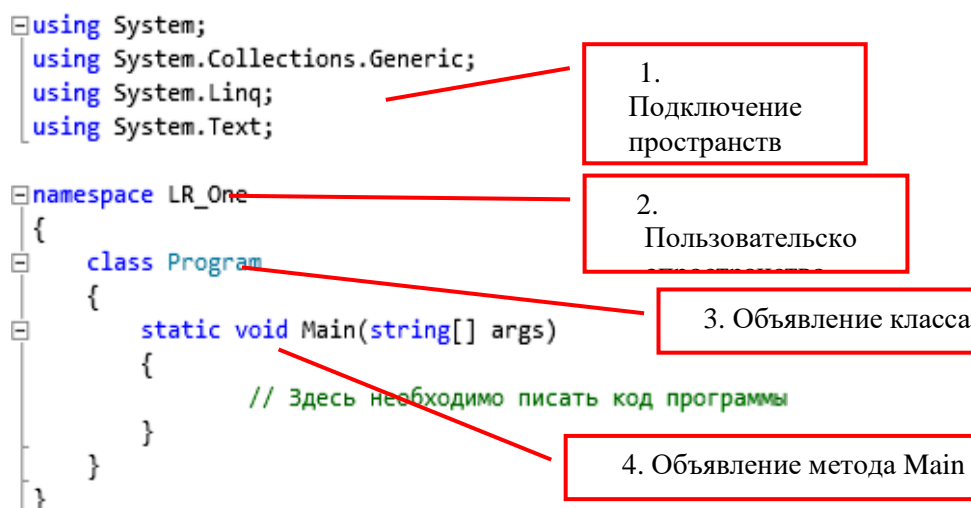 using System;
using System.Collections.Generic;
using System.Linq;
using System.Text;
1.
Подключение
пространств
namespace LR_One
2.
Пользовательско
{
class Program
3. Объявление класса
{
static void Main(string[] args)
{
// Здесь необходимо писать код программы
}
4. Объявление метода Main
}
}